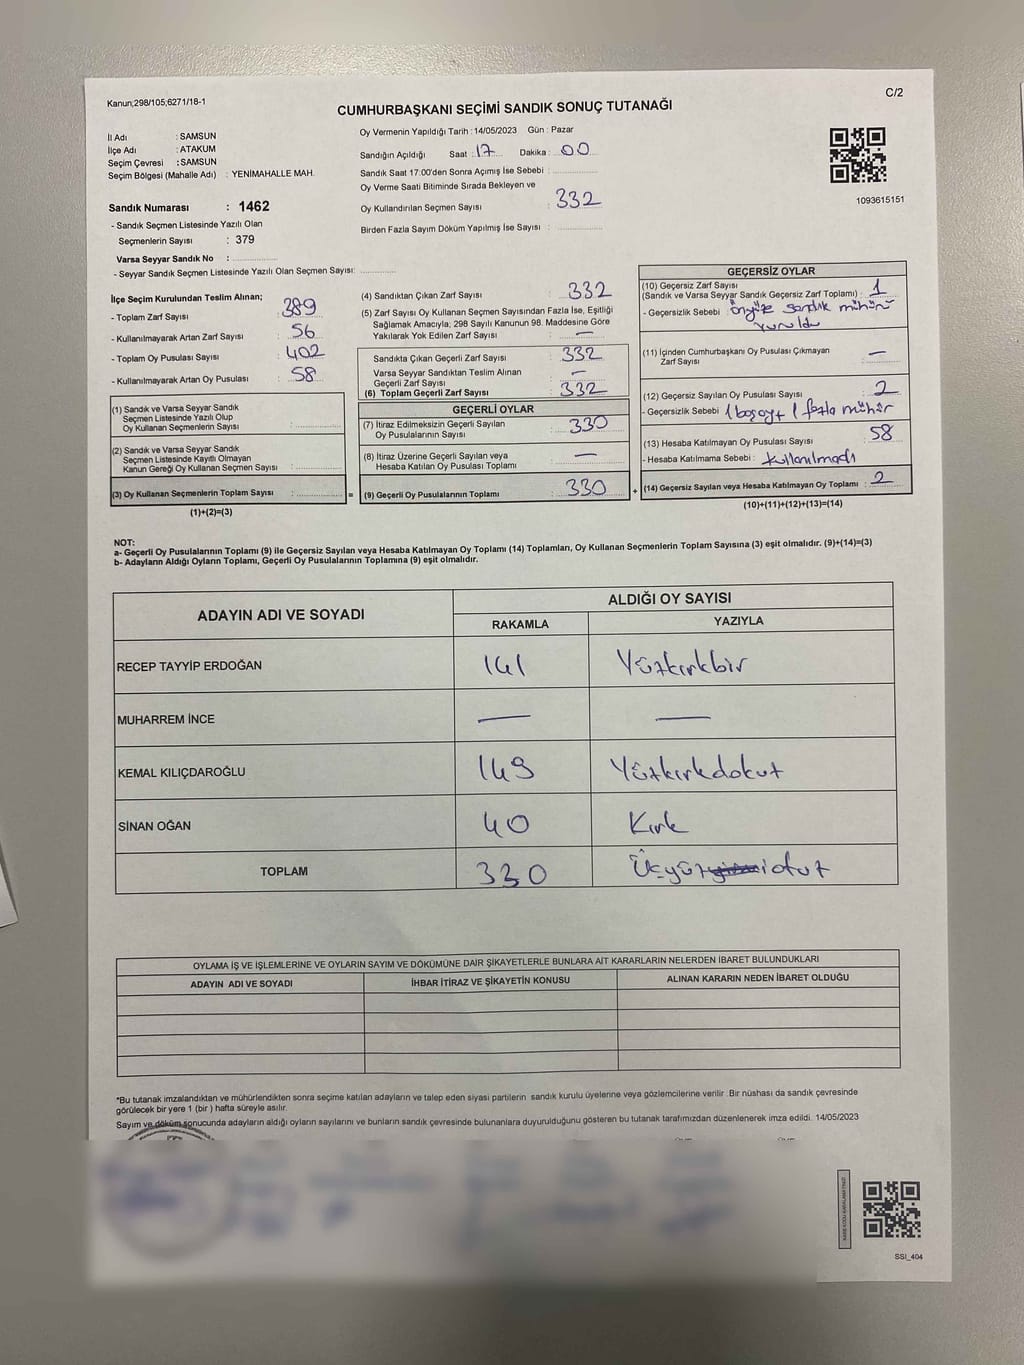 Kanun;298/105;6271/18-1
C/2
CUMHURBAŞKANI SEÇİMİ SANDIK SONUÇ TUTANAĞI
İl Adı : SAMSUN
İlçe Adı : ATAKUM
Seçim Çevresi : SAMSUN
Seçim Bölgesi (Mahalle Adı) : YENİMAHALLE MAH.
Sandık Numarası : 1462
- Sandık Seçmen Listesinde Yazılı Olan
Seçmenlerin Sayısı : 379
Varsa Seyyar Sandık No :
- Seyyar Sandık Seçmen Listesinde Yazılı Olan Seçmen Sayısı:
Oy Vermenin Yapıldığı Tarih : 14/05/2023 Gün : Pazar
Sandığın Açıldığı Saat : 17 Dakika : 00
Sandık Saat 17:00'den Sonra Açımış İse Sebebi :
Oy Verme Saati Bitiminde Sırada Bekleyen ve
Oy Kullandırılan Seçmen Sayısı : 332
Birden Fazla Sayım Döküm Yapılmış İse Sayısı :
1093615151
İlçe Seçim Kurulundan Teslim Alınan;
- Toplam Zarf Sayısı : 389
- Kullanılmayarak Artan Zarf Sayısı : 56
- Toplam Oy Pusulası Sayısı : 402
- Kullanılmayarak Artan Oy Pusulası : 58
(1) Sandık ve Varsa Seyyar Sandık
Seçmen Listesinde Yazılı Olup
Oy Kullanan Seçmenlerin Sayısı :
(2) Sandık ve Varsa Seyyar Sandık
Seçmen Listesinde Kayıtlı Olmayan
Kanun Gereği Oy Kullanan Seçmen Sayısı :
(3) Oy Kullanan Seçmenlerin Toplam Sayısı : =
(1)+(2)=(3)
(4) Sandıktan Çıkan Zarf Sayısı : 332
(5) Zarf Sayısı Oy Kullanan Seçmen Sayısından Fazla İse, Eşitliği
Sağlamak Amacıyla, 298 Sayılı Kanunun 98. Maddesine Göre
Yakılarak Yok Edilen Zarf Sayısı : —
Sandıkta Çıkan Geçerli Zarf Sayısı : 332
Varsa Seyyar Sandıktan Teslim Alınan
Geçerli Zarf Sayısı : —
(6) Toplam Geçerli Zarf Sayısı : 332
GEÇERLİ OYLAR
(7) İtiraz Edilmeksizin Geçerli Sayılan
Oy Pusulalarının Sayısı : 330
(8) İtiraz Üzerine Geçerli Sayılan veya
Hesaba Katılan Oy Pusulası Toplamı : —
(9) Geçerli Oy Pusulalarının Toplamı : 330 +
GEÇERSİZ OYLAR
(10) Geçersiz Zarf Sayısı
(Sandık ve Varsa Seyyar Sandık Geçersiz Zarf Toplamı) : 1
- Geçersizlik Sebebi : sandık mühürü
vuruldu
(11) İçinden Cumhurbaşkanı Oy Pusulası Çıkmayan
Zarf Sayısı : —
(12) Geçersiz Sayılan Oy Pusulası Sayısı : 2
- Geçersizlik Sebebi : 1 boş oy + 1 fazla mühür
(13) Hesaba Katılmayan Oy Pusulası Sayısı : 58
- Hesaba Katılmama Sebebi : kullanılmadı
(14) Geçersiz Sayılan veya Hesaba Katılmayan Oy Toplamı : 2
(10)+(11)+(12)+(13)=(14)
NOT:
a- Geçerli Oy Pusulalarının Toplamı (9) ile Geçersiz Sayılan veya Hesaba Katılmayan Oy Toplamı (14) Toplamları, Oy Kullanan Seçmenlerin Toplam Sayısına (3) eşit olmalıdır. (9)+(14)=(3)
b- Adayların Aldığı Oyların Toplamı, Geçerli Oy Pusulalarının Toplamına (9) eşit olmalıdır.
ADAYIN ADI VE SOYADI ALDIĞI OY SAYISI
RAKAMLA YAZIYLA
RECEP TAYYİP ERDOĞAN 141 Yüzkırkbir
MUHARREM İNCE — —
KEMAL KILIÇDAROĞLU 149 Yüzkırkdokuz
SİNAN OĞAN 40 Kırk
TOPLAM 330 Üçyüz otuz
OYLAMA İŞ VE İŞLEMLERİNE VE OYLARIN SAYIM VE DÖKÜMÜNE DAİR ŞİKAYETLERLE BUNLARA AİT KARARLARIN NELERDEN İBARET BULUNDUKLARI
ADAYIN ADI VE SOYADI İHBAR İTİRAZ VE ŞİKAYETİN KONUSU ALINAN KARARIN NEDEN İBARET OLDUĞU
*Bu tutanak imzalandıktan ve mühürlendikten sonra seçime katılan adayların ve talep eden siyasi partilerin sandık kurulu üyelerine veya gözlemcilerine verilir. Bir nüshası da sandık çevresinde
görülecek bir yere 1 (bir ) hafta süreyle asılır.
Sayım ve döküm sonucunda adayların aldığı oyların sayılarını ve bunların sandık çevresinde bulunanlara duyurulduğunu gösteren bu tutanak tarafımızdan düzenlenerek imza edildi. 14/05/2023
SSI_404